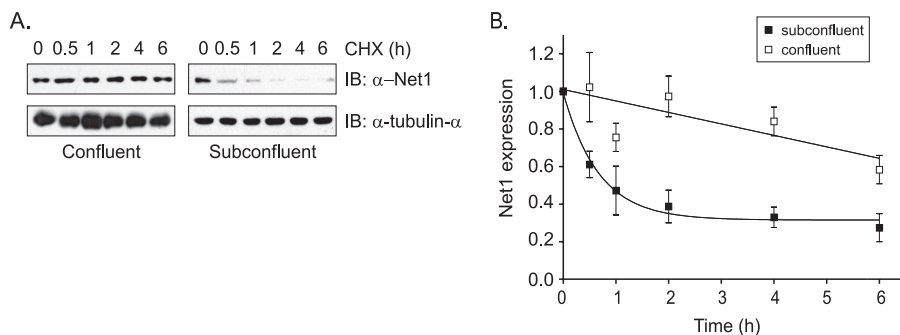 A.
0 0.5 1 2 4 6 0 0.5 1 2 4 6 CHX (h)
IB: α–Net1
IB: α-tubulin-α
Confluent Subconfluent
B.
subconfluent
confluent
1.2
1.0
0.8
0.6
0.4
0.2
0.0
Net1 expression
0 1 2 3 4 5 6
Time (h)